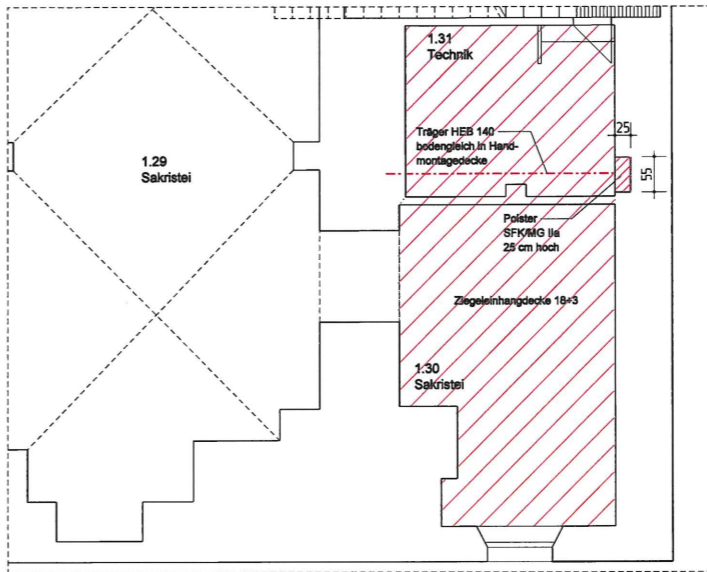 1.31
Technik
25
Träger HEB 140
bodengleich in Hand-
montagedecke
1.29
Sakristei
55
Polster
SFK/MG IIa
25 cm hoch
Ziegeleinhangdecke 18+3
1.30
Sakristei